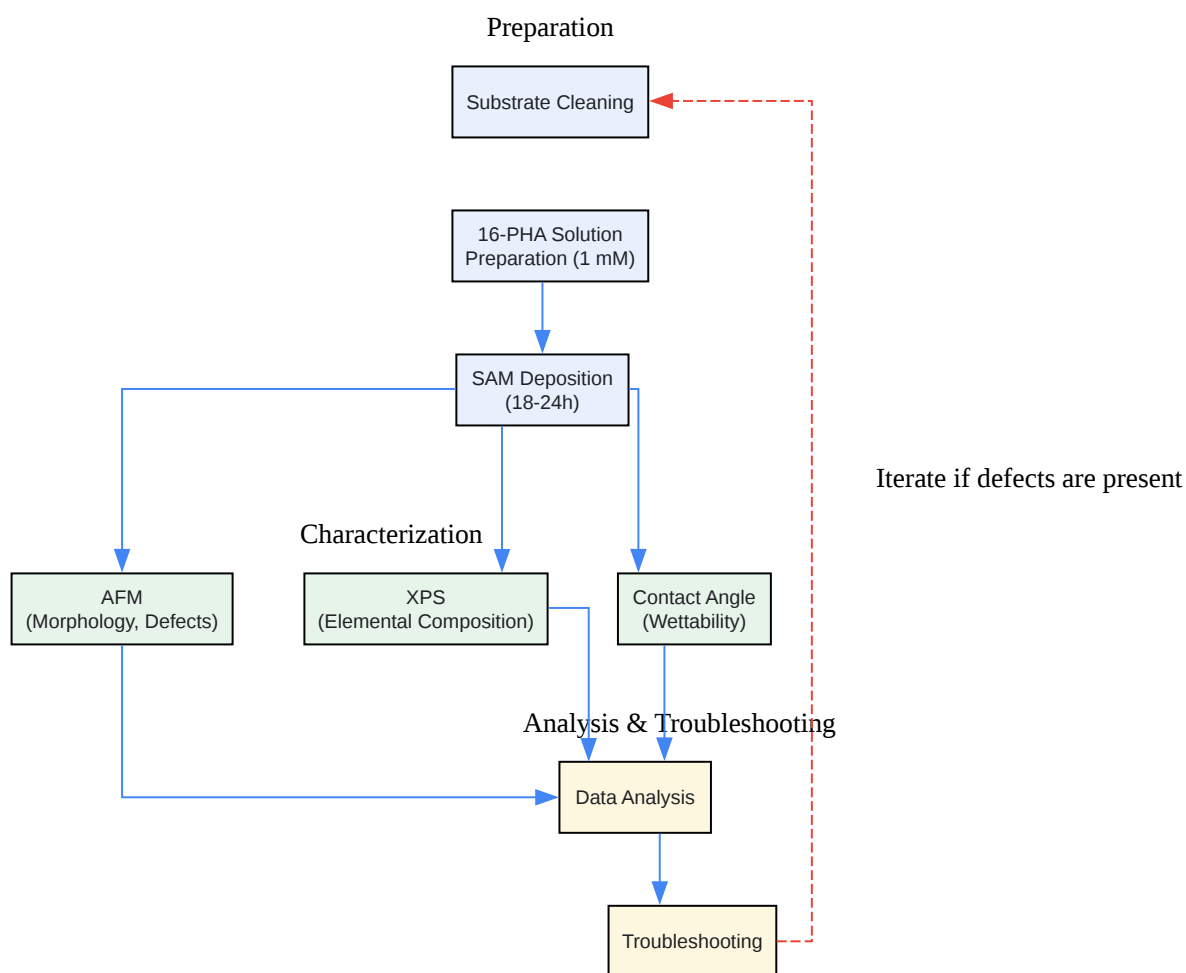 Preparation
Substrate Cleaning
16-PHA Solution
Preparation (1 mM)
SAM Deposition
(18-24h)
Iterate if defects are present
Characterization
AFM
(Morphology, Defects)
XPS
(Elemental Composition)
Contact Angle
(Wettability)
Analysis & Troubleshooting
Data Analysis
Troubleshooting